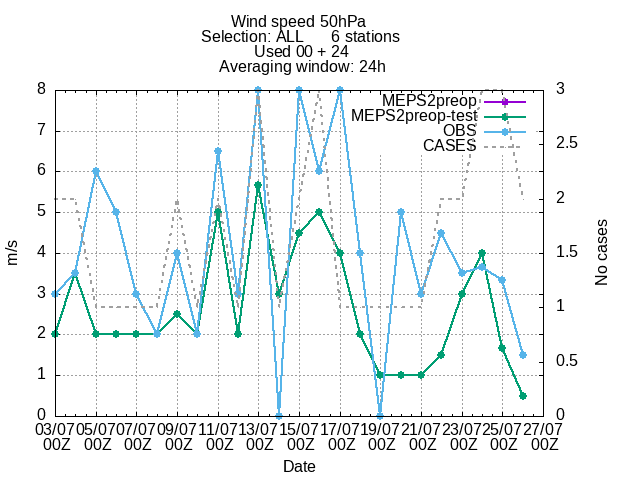 Wind speed 50hPa
Selection: ALL 6 stations
Used 00 + 24
Averaging window: 24h
8 3
MEPS2preop
MEPS2preop-test
OBS
CASES
7 2.5
6
5 2
4 1.5
3 1
2
1 0.5
0 0
m/s
No cases
03/07 05/07 07/07 09/07 11/07 13/07 15/07 17/07 19/07 21/07 23/07 25/07 27/07
00Z 00Z 00Z 00Z 00Z 00Z 00Z 00Z 00Z 00Z 00Z 00Z 00Z
Date